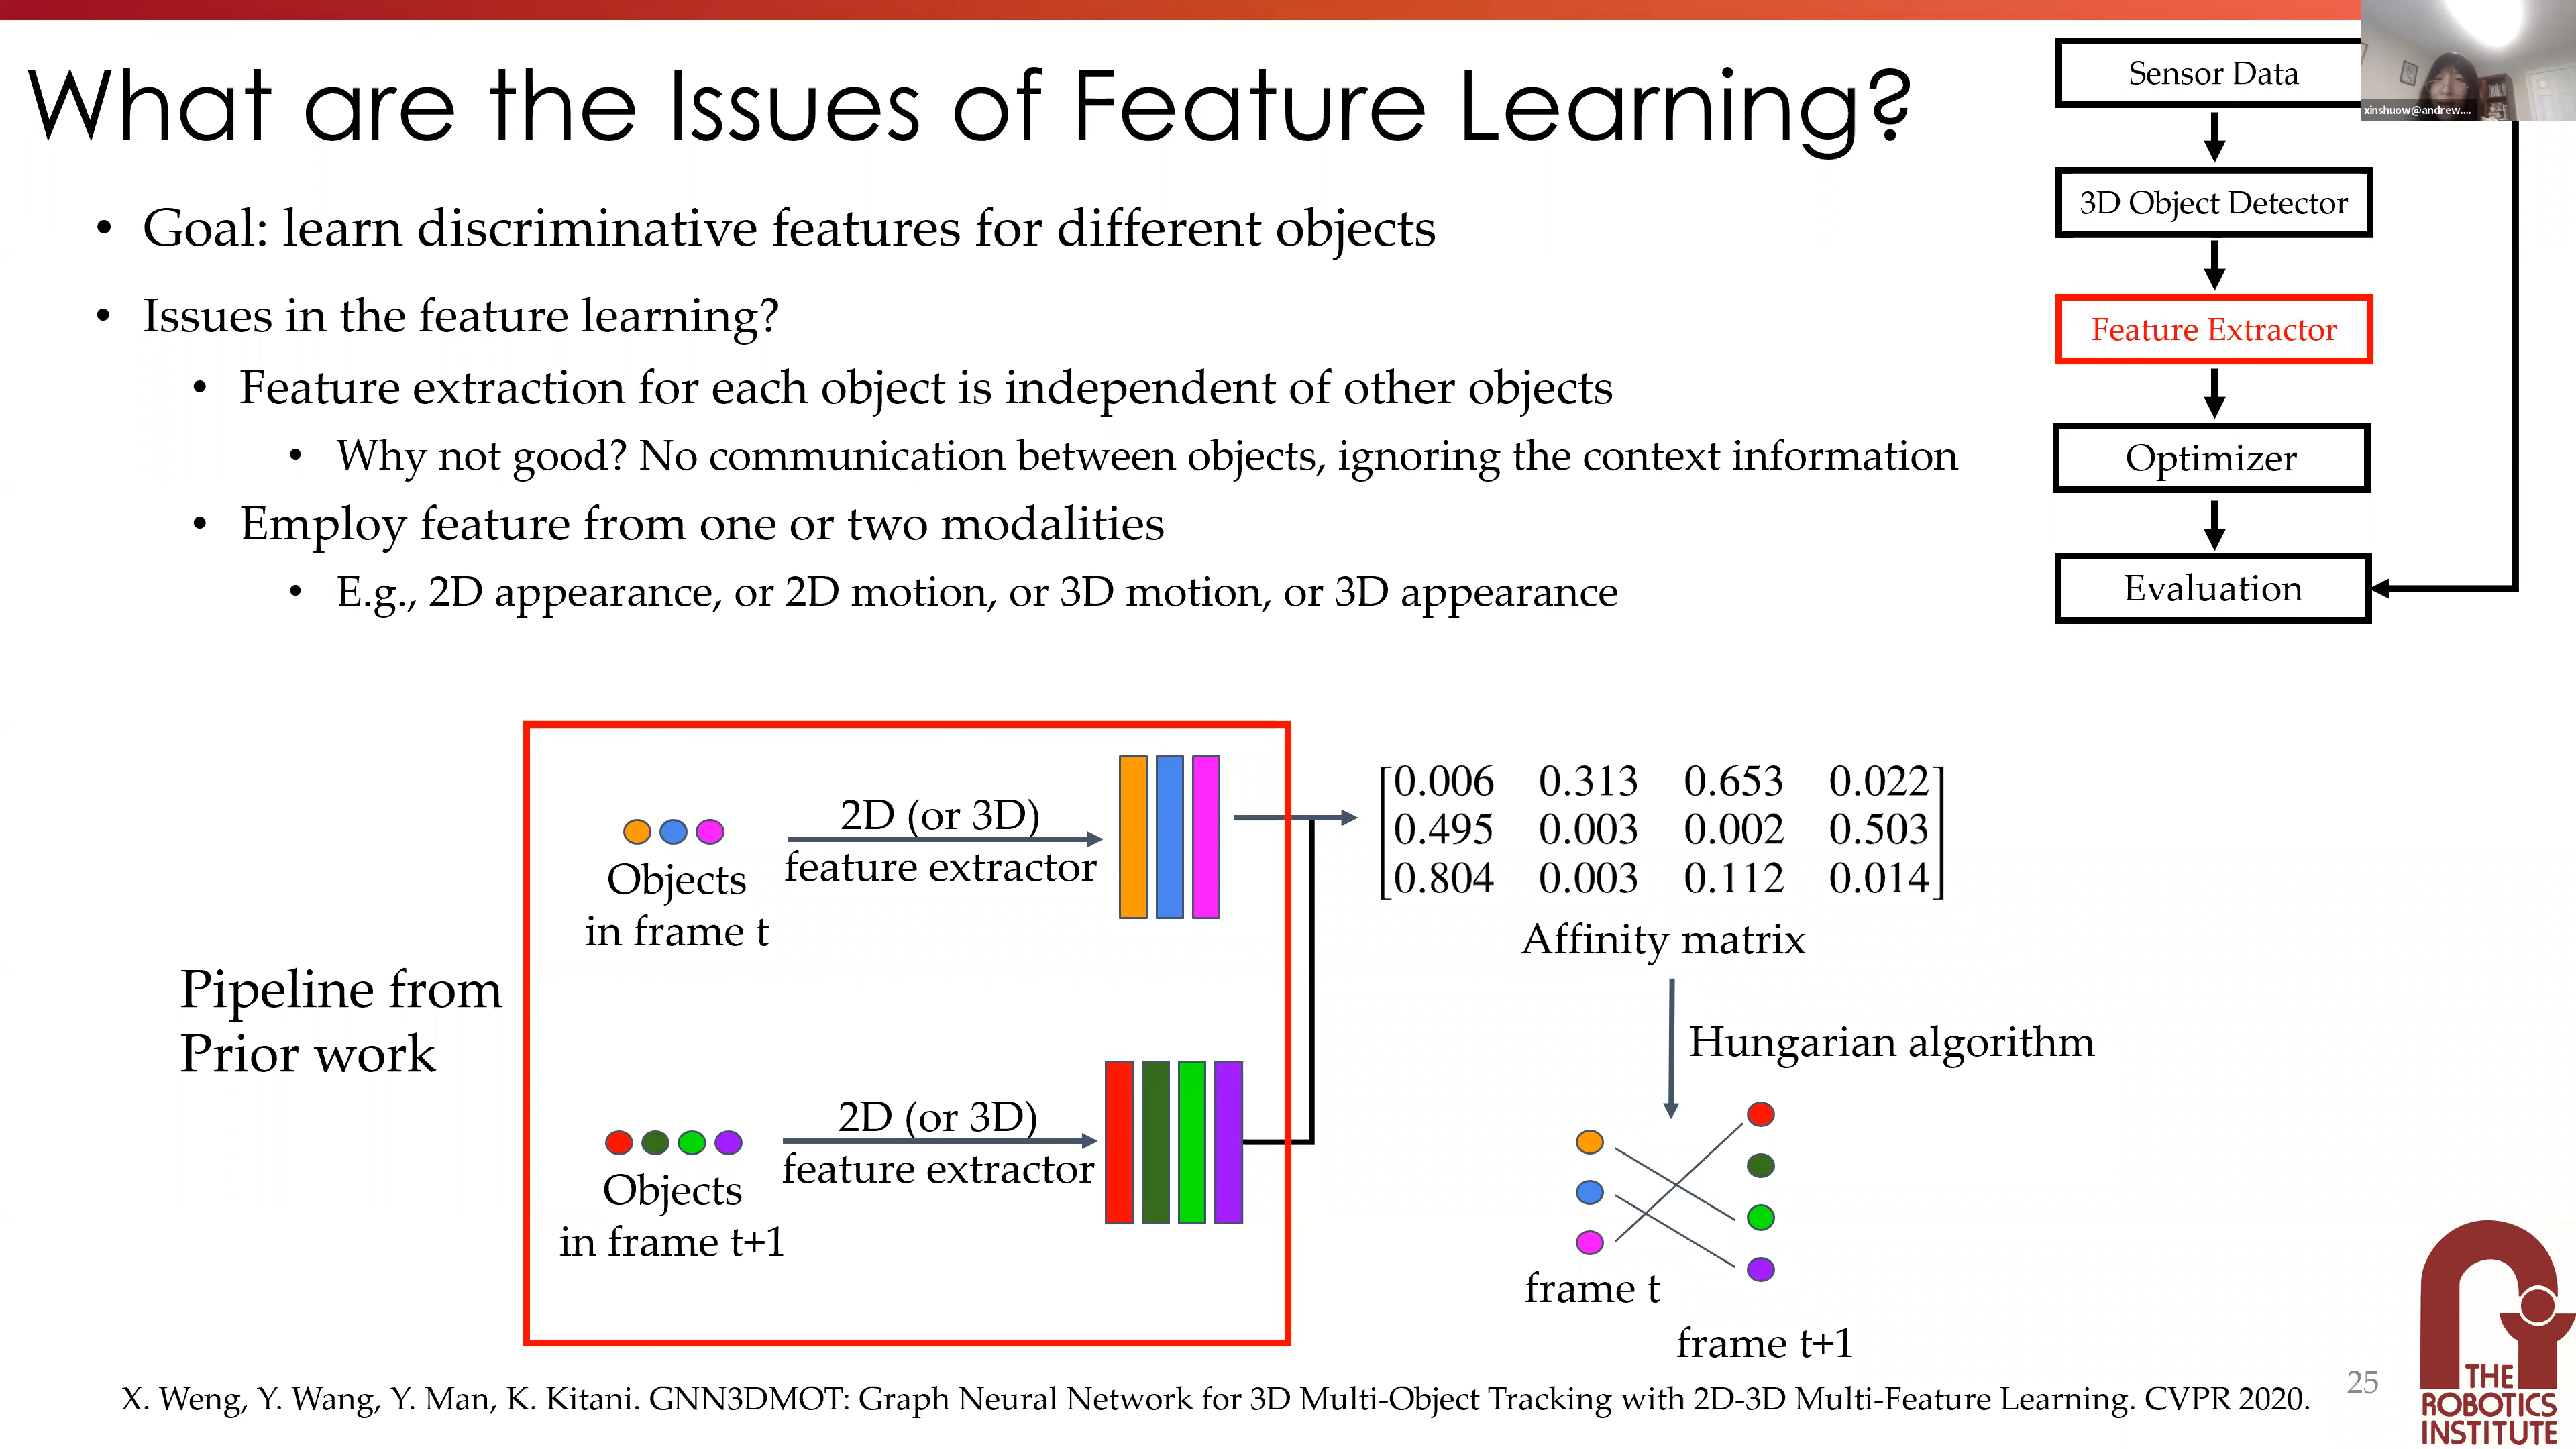 What are the Issues of Feature Learning?
• Goal: learn discriminative features for different objects
• Issues in the feature learning?
• Feature extraction for each object is independent of other objects
• Why not good? No communication between objects, ignoring the context information
• Employ feature from one or two modalities
• E.g., 2D appearance, or 2D motion, or 3D motion, or 3D appearance
Sensor Data
xinshuow@andrew....
3D Object Detector
Feature Extractor
Optimizer
Evaluation
Pipeline from
Prior work
Objects
in frame t
2D (or 3D)
feature extractor
Objects
in frame t+1
2D (or 3D)
feature extractor
0.006 0.313 0.653 0.022
0.495 0.003 0.002 0.503
0.804 0.003 0.112 0.014
Affinity matrix
Hungarian algorithm
frame t
frame t+1
X. Weng, Y. Wang, Y. Man, K. Kitani. GNN3DMOT: Graph Neural Network for 3D Multi-Object Tracking with 2D-3D Multi-Feature Learning. CVPR 2020.
25
THE
ROBOTICS
INSTITUTE